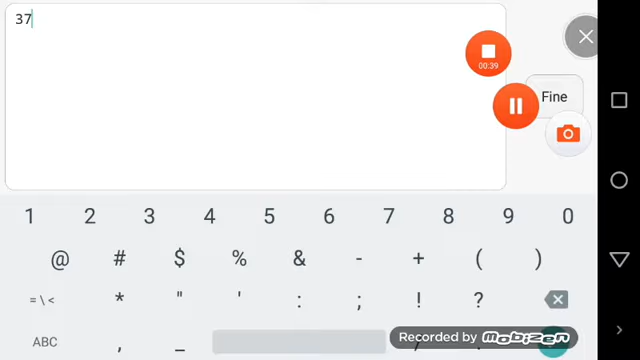 37
00:39
Fine
1 2 3 4 5 6 7 8 9 0
@ # $ % & - + ( )
= \ < * " ' : ; ! ?
ABC , _ / .
Recorded by mobizen